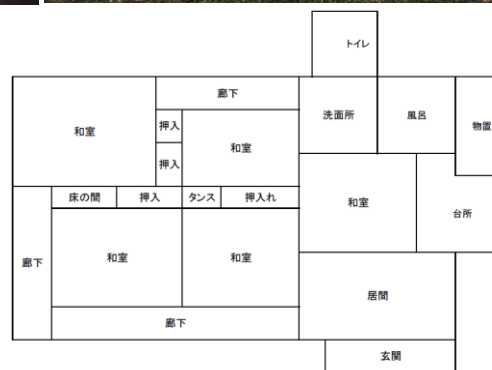 トイレ
廊下
和室
押入
洗面所
風呂
物置
和室
押入
床の間
押入
タンス
押入れ
和室
台所
廊下
和室
和室
居間
廊下
玄関